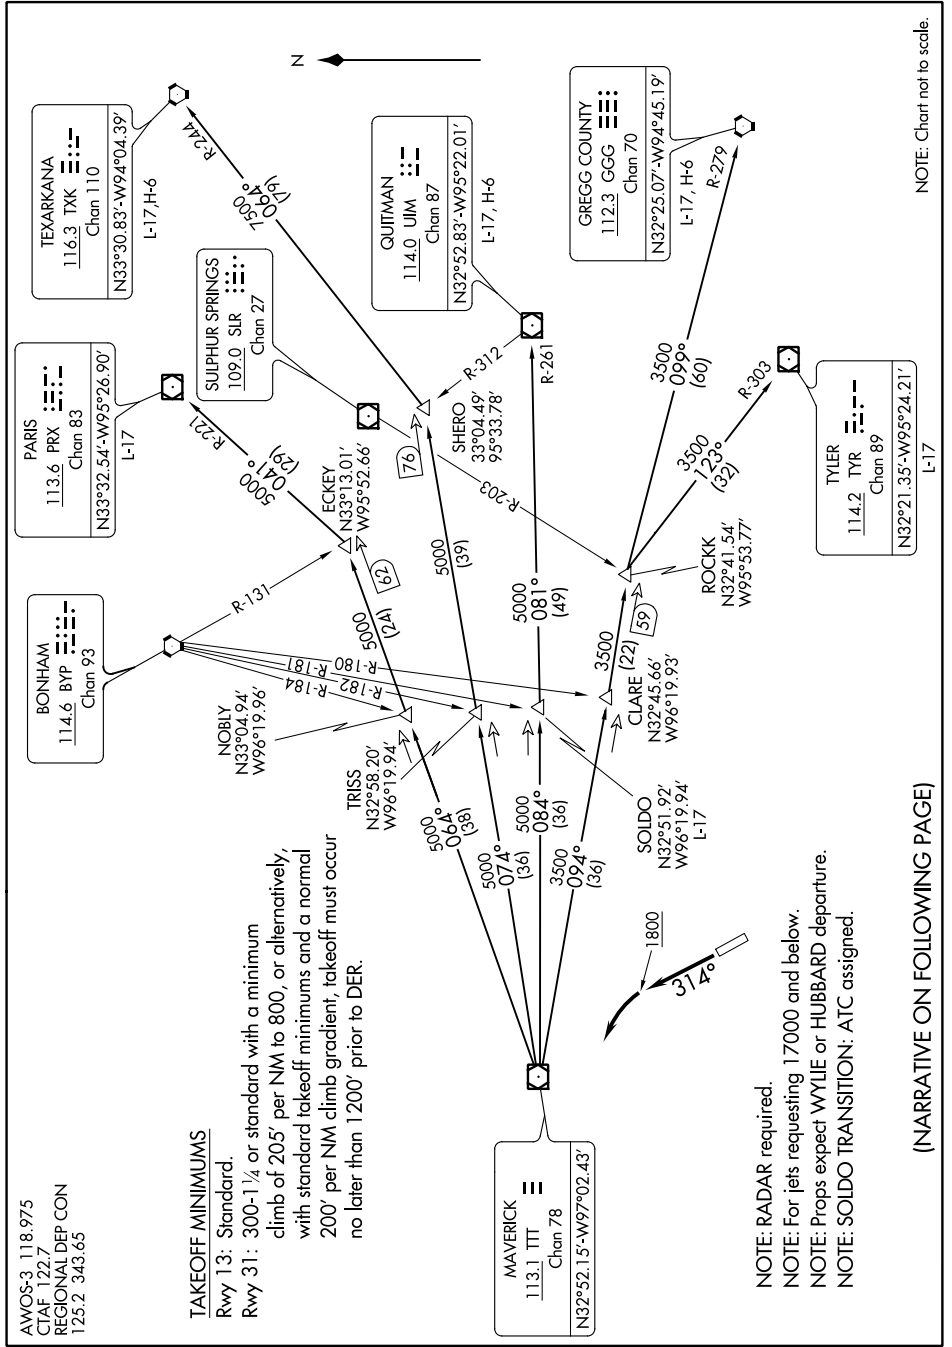 AWOS-3 118.975
CTAF 122.7
REGIONAL DEP CON
125.2 343.65
TAKEOFF MINIMUMS
Rwy 13: Standard.
Rwy 31: 300-1¼ or standard with a minimum
climb of 205' per NM to 800, or alternatively,
with standard takeoff minimums and a normal
200' per NM climb gradient, takeoff must occur
no later than 1200' prior to DER.
BONHAM
114.6 BYP
Chan 93
PARIS
113.6 PRX
Chan 83
N33°32.54'-W95°26.90'
L-17
TEXARKANA
116.3 TXK
Chan 110
N33°30.83'-W94°04.39'
L-17,H-6
SULPHUR SPRINGS
109.0 SLR
Chan 27
QUITMAN
114.0 UIM
Chan 87
N32°52.83'-W95°22.01'
L-17, H-6
GREGG COUNTY
112.3 GGG
Chan 70
N32°25.07'-W94°45.19'
L-17, H-6
TYLER
114.2 TYR
Chan 89
N32°21.35'-W95°24.21'
L-17
MAVERICK
113.1 TTT
Chan 78
N32°52.15'-W97°02.43'
N
NOBLY
N33°04.94'
W96°19.96'
TRISS
N32°58.20'
W96°19.94'
SOLDO
N32°51.92'
W96°19.94'
L-17
CLARE
N32°45.66'
W96°19.93'
ECKEY
N33°13.01'
W95°52.66'
SHERO
33°04.49'
95°33.78'
ROCKK
N32°41.54'
W95°53.77'
5000
064°
(38)
5000
074°
(36)
5000
084°
(36)
3500
094°
(36)
5000
(24)
5000
(39)
5000
081°
(49)
3500
(22)
5000
041°
(29)
7500
064°
(79)
3500
099°
(60)
3500
123°
(32)
R-131
R-184
R-182
R-181
R-180
R-221
R-244
R-312
R-261
R-203
R-279
R-303
62
76
59
1800
314°
NOTE: RADAR required.
NOTE: For jets requesting 17000 and below.
NOTE: Props expect WYLIE or HUBBARD departure.
NOTE: SOLDO TRANSITION: ATC assigned.
NOTE: Chart not to scale.
(NARRATIVE ON FOLLOWING PAGE)